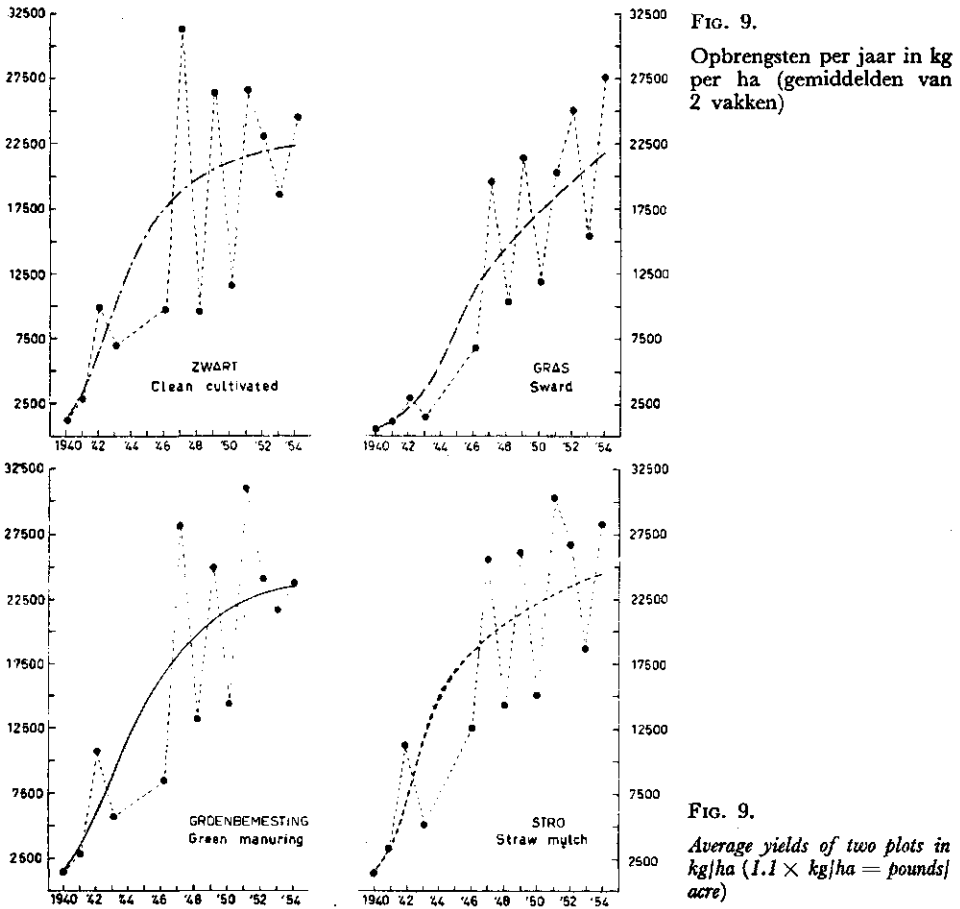 32500
27500
22500
17500
12500
7500
2500
ZWART
Clean cultivated
1940 '42 '44 '46 '48 '50 '52 '54
32500
27500
22500
17500
12500
7500
2500
GRAS
Sward
1940 '42 '44 '46 '48 '50 '52 '54
FIG. 9.
Opbrengsten per jaar in kg
per ha (gemiddelden van
2 vakken)
32500
27500
22500
17500
12500
7500
2500
GROENBEMESTING
Green manuring
1940 '42 '44 '46 '48 '50 '52 '54
32500
27500
22500
17500
12500
7500
2500
STRO
Straw mulch
1940 '42 '44 '46 '48 '50 '52 '54
FIG. 9.
Average yields of two plots in
kg/ha (1.1 × kg/ha = pounds/
acre)